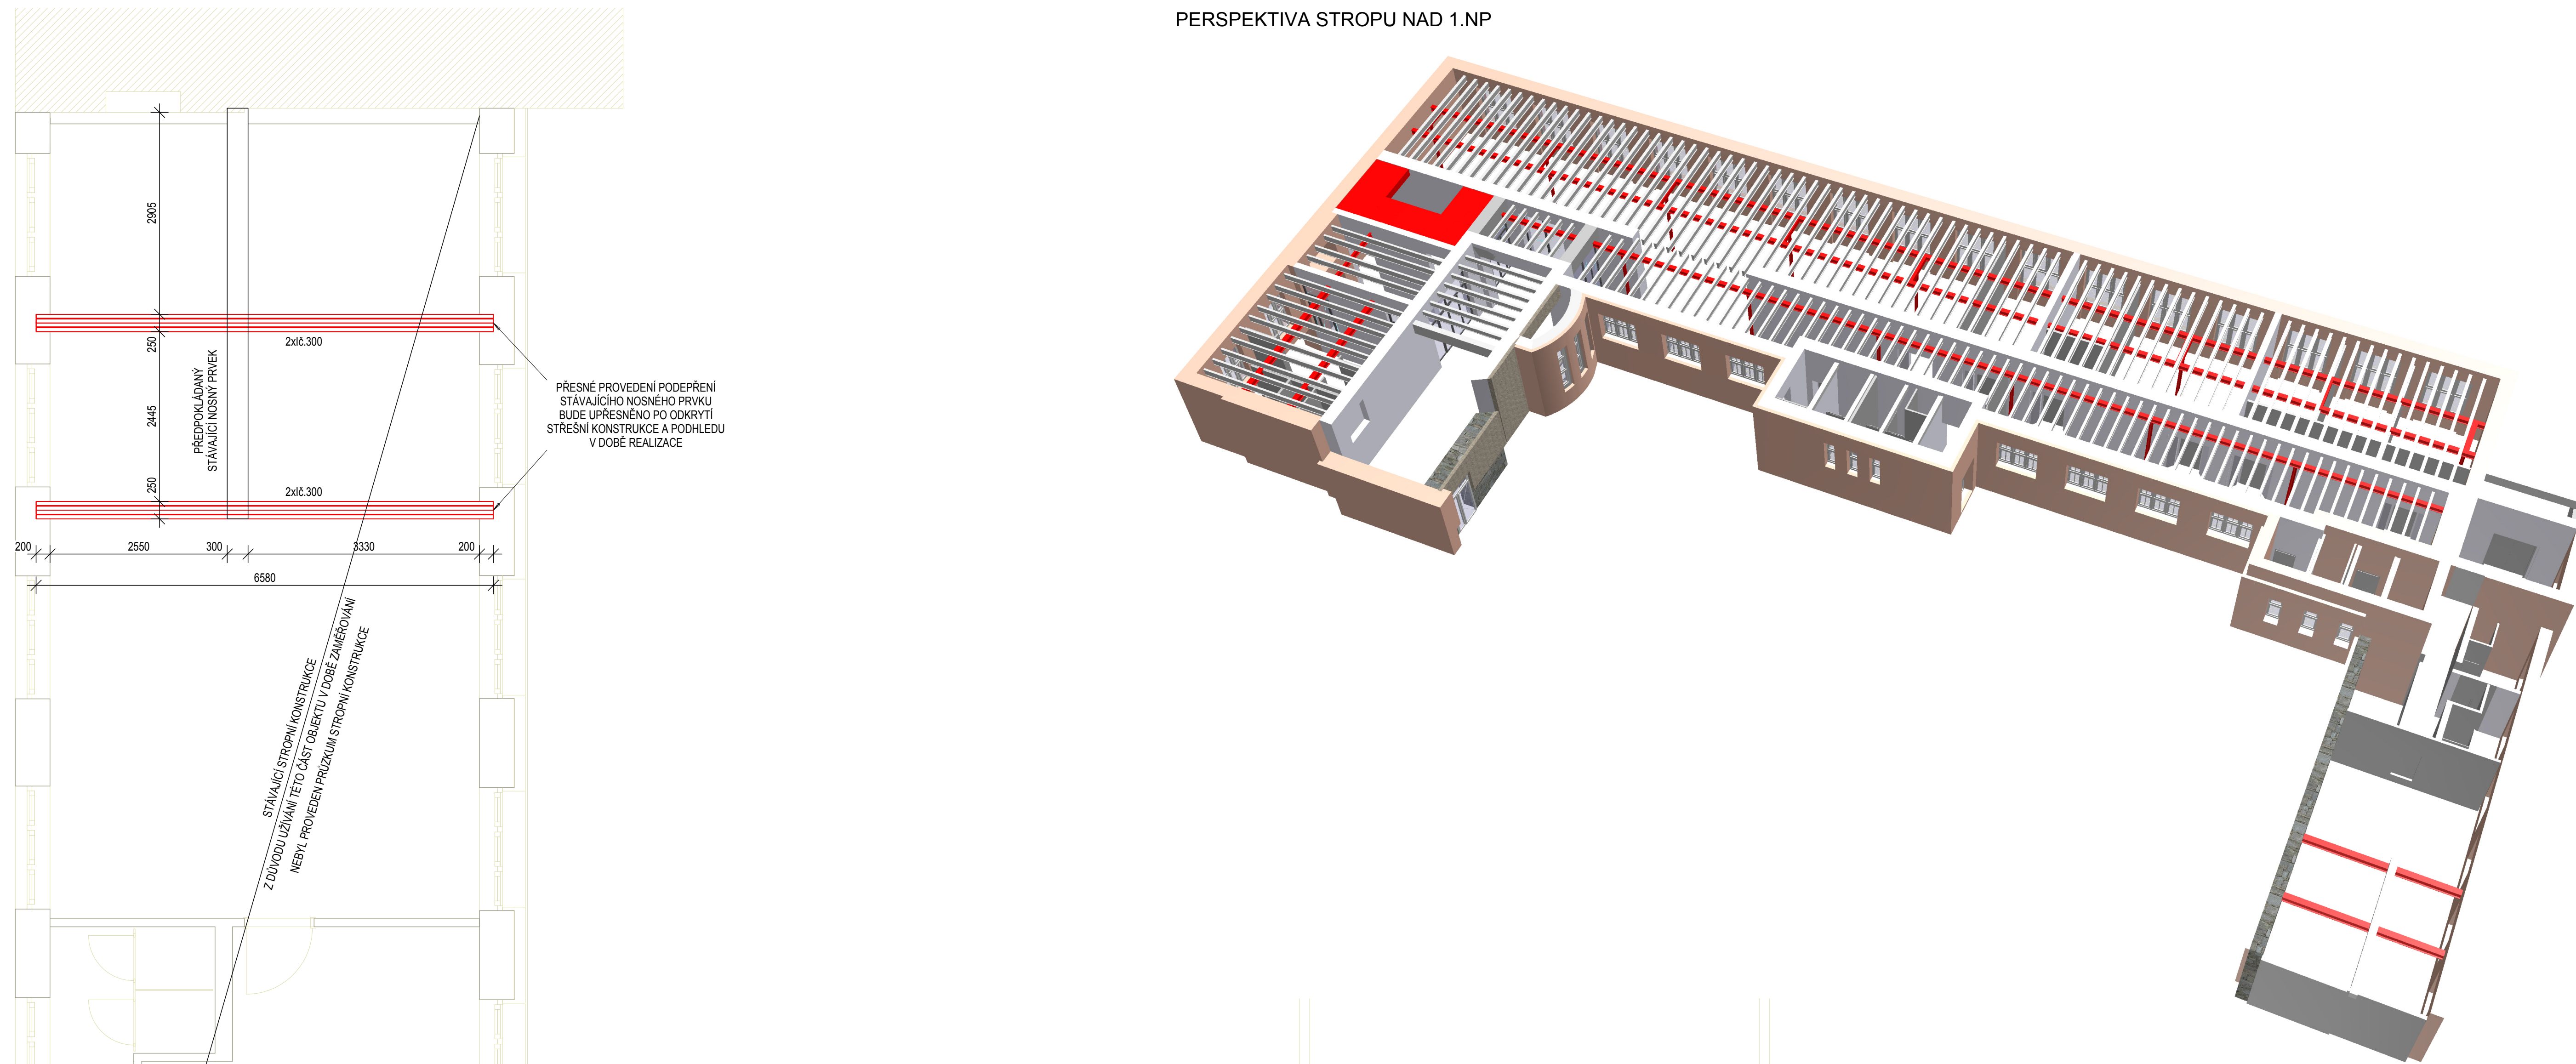 PERSPEKTIVA STROPU NAD 1.NP
2905
250
2xIč.300
PŘEDPOKLÁDANÝ
STÁVAJÍCÍ NOSNÝ PRVEK
2445
PŘESNÉ PROVEDENÍ PODEPŘENÍ
STÁVAJÍCÍHO NOSNÉHO PRVKU
BUDE UPŘESNĚNO PO ODKRYTÍ
STŘEŠNÍ KONSTRUKCE A PODHLEDU
V DOBĚ REALIZACE
250
2xIč.300
200
2550
300
3330
200
6580
STÁVAJÍCÍ STROPNÍ KONSTRUKCE
Z DŮVODU UŽÍVÁNÍ TÉTO ČÁST OBJEKTU V DOBĚ ZAMĚŘOVÁNÍ
NEBYL PROVEDEN PRŮZKUM STROPNÍ KONSTRUKCE